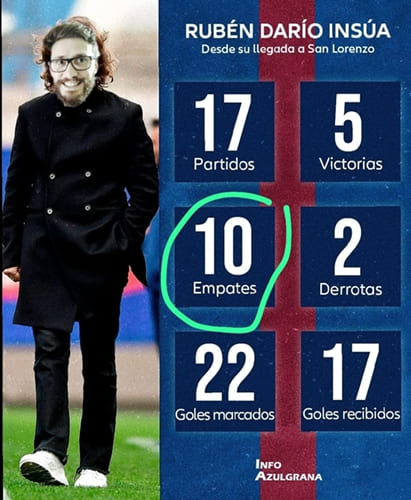 RUBÉN DARÍO INSÚA
Desde su llegada a San Lorenzo
17
Partidos
5
Victorias
10
Empates
2
Derrotas
22
Goles marcados
17
Goles recibidos
INFO
AZULGRANA